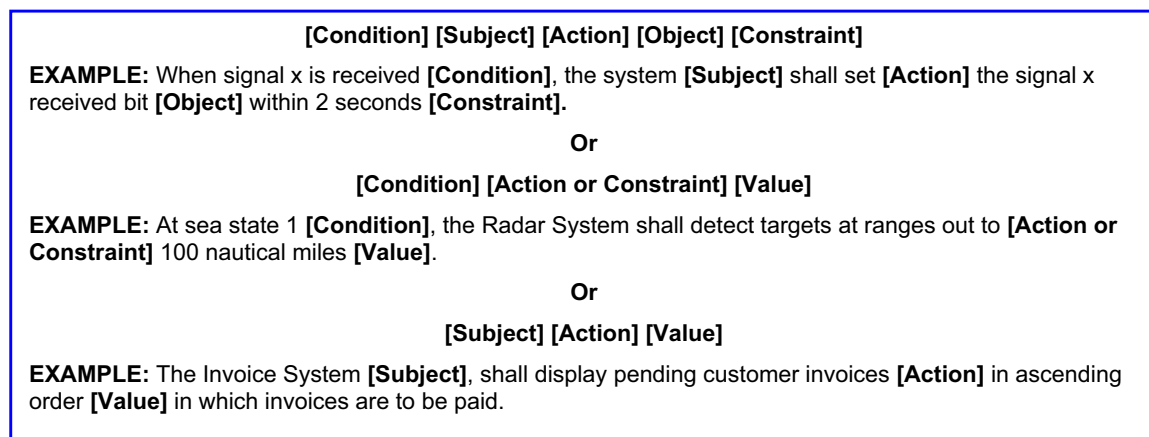 [Condition] [Subject] [Action] [Object] [Constraint]
EXAMPLE: When signal x is received [Condition], the system [Subject] shall set [Action] the signal x
received bit [Object] within 2 seconds [Constraint].
Or
[Condition] [Action or Constraint] [Value]
EXAMPLE: At sea state 1 [Condition], the Radar System shall detect targets at ranges out to [Action or
Constraint] 100 nautical miles [Value].
Or
[Subject] [Action] [Value]
EXAMPLE: The Invoice System [Subject], shall display pending customer invoices [Action] in ascending
order [Value] in which invoices are to be paid.